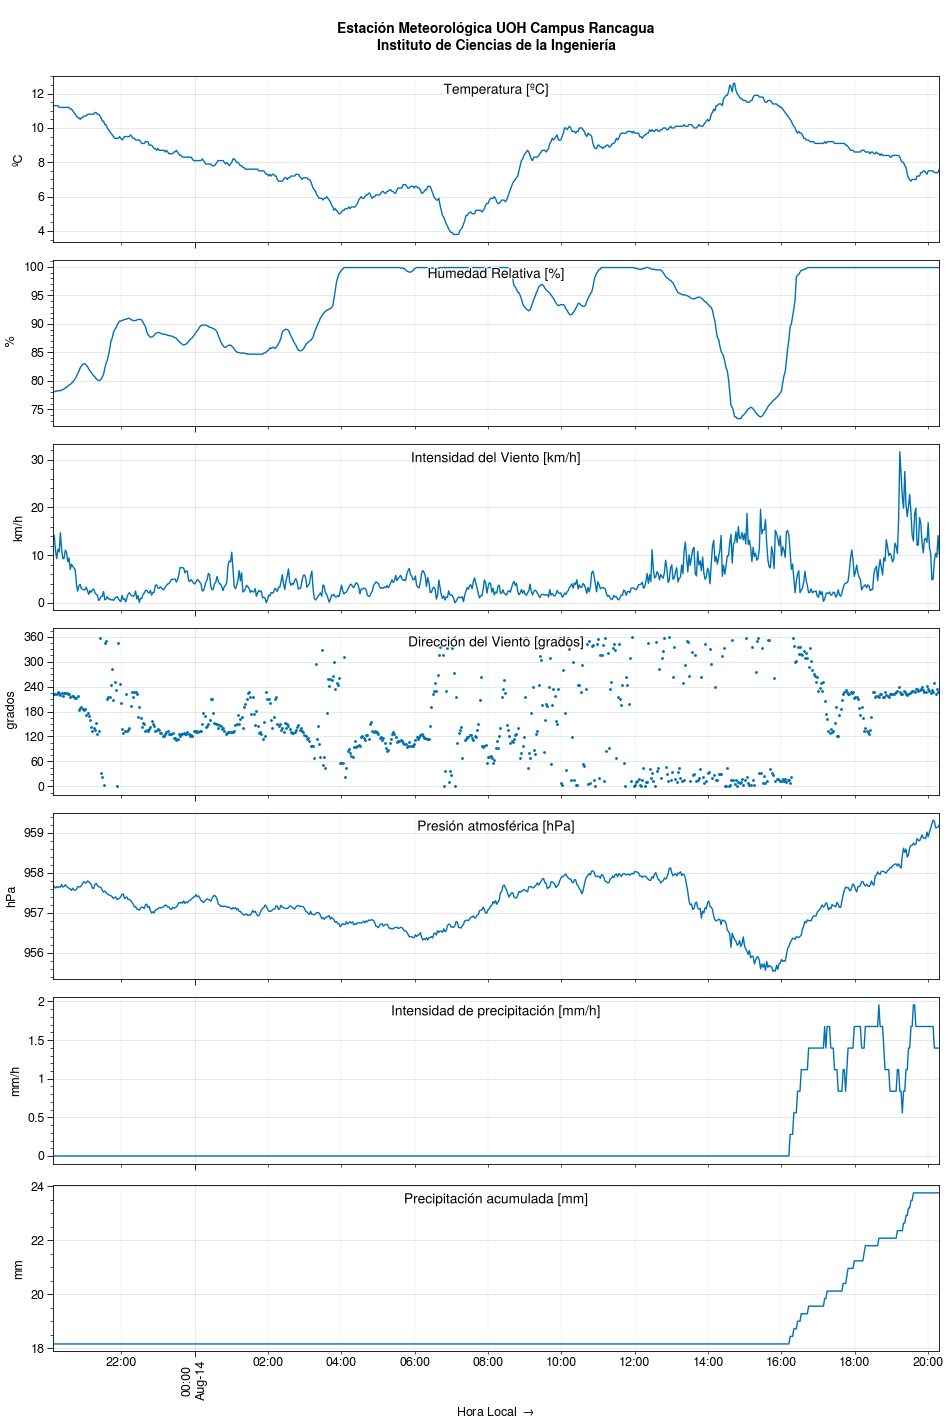 Estación Meteorológica UOH Campus Rancagua
Instituto de Ciencias de la Ingeniería
Temperatura [ºC]
ºC
12
10
8
6
4
Humedad Relativa [%]
%
100
95
90
85
80
75
Intensidad del Viento [km/h]
km/h
30
20
10
0
Dirección del Viento [grados]
grados
360
300
240
180
120
60
0
Presión atmosférica [hPa]
hPa
959
958
957
956
Intensidad de precipitación [mm/h]
mm/h
2
1.5
1
0.5
0
Precipitación acumulada [mm]
mm
24
22
20
18
22:00
00:00
Aug-14
02:00
04:00
06:00
08:00
10:00
12:00
14:00
16:00
18:00
20:00
Hora Local →